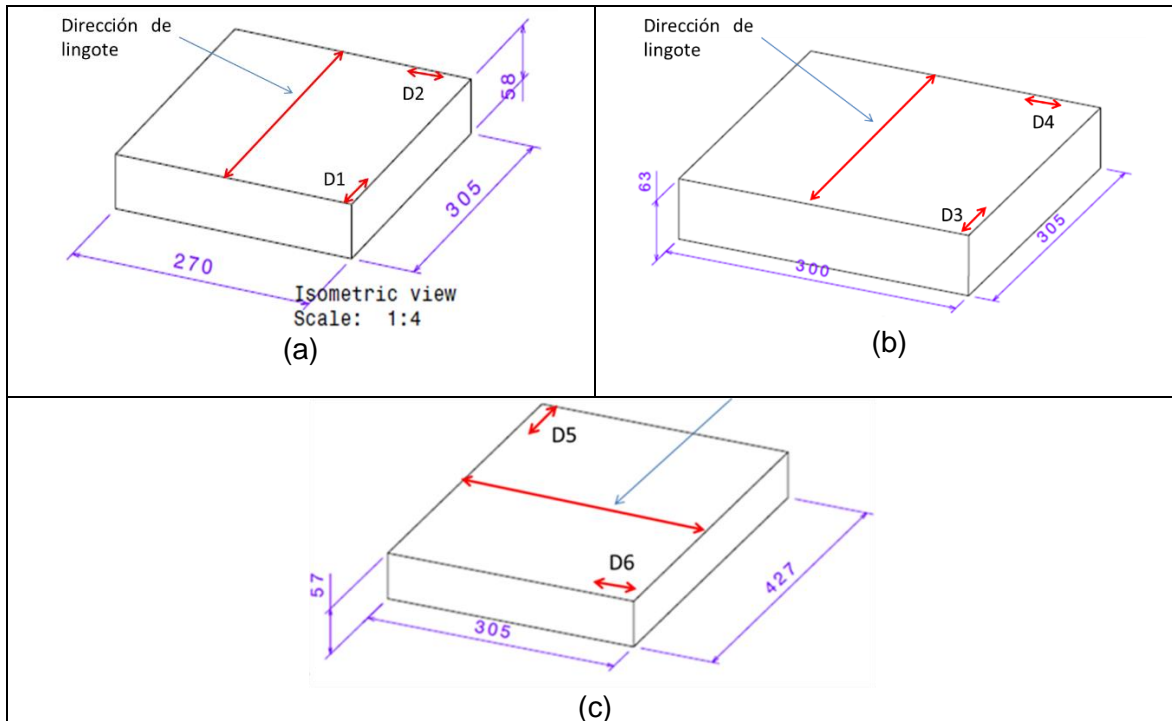 Dirección de
lingote
D2
58
D1
305
270
Isometric view
Scale: 1:4
(a)
Dirección de
lingote
D4
63
D3
305
300
(b)
D5
D6
57
427
305
(c)